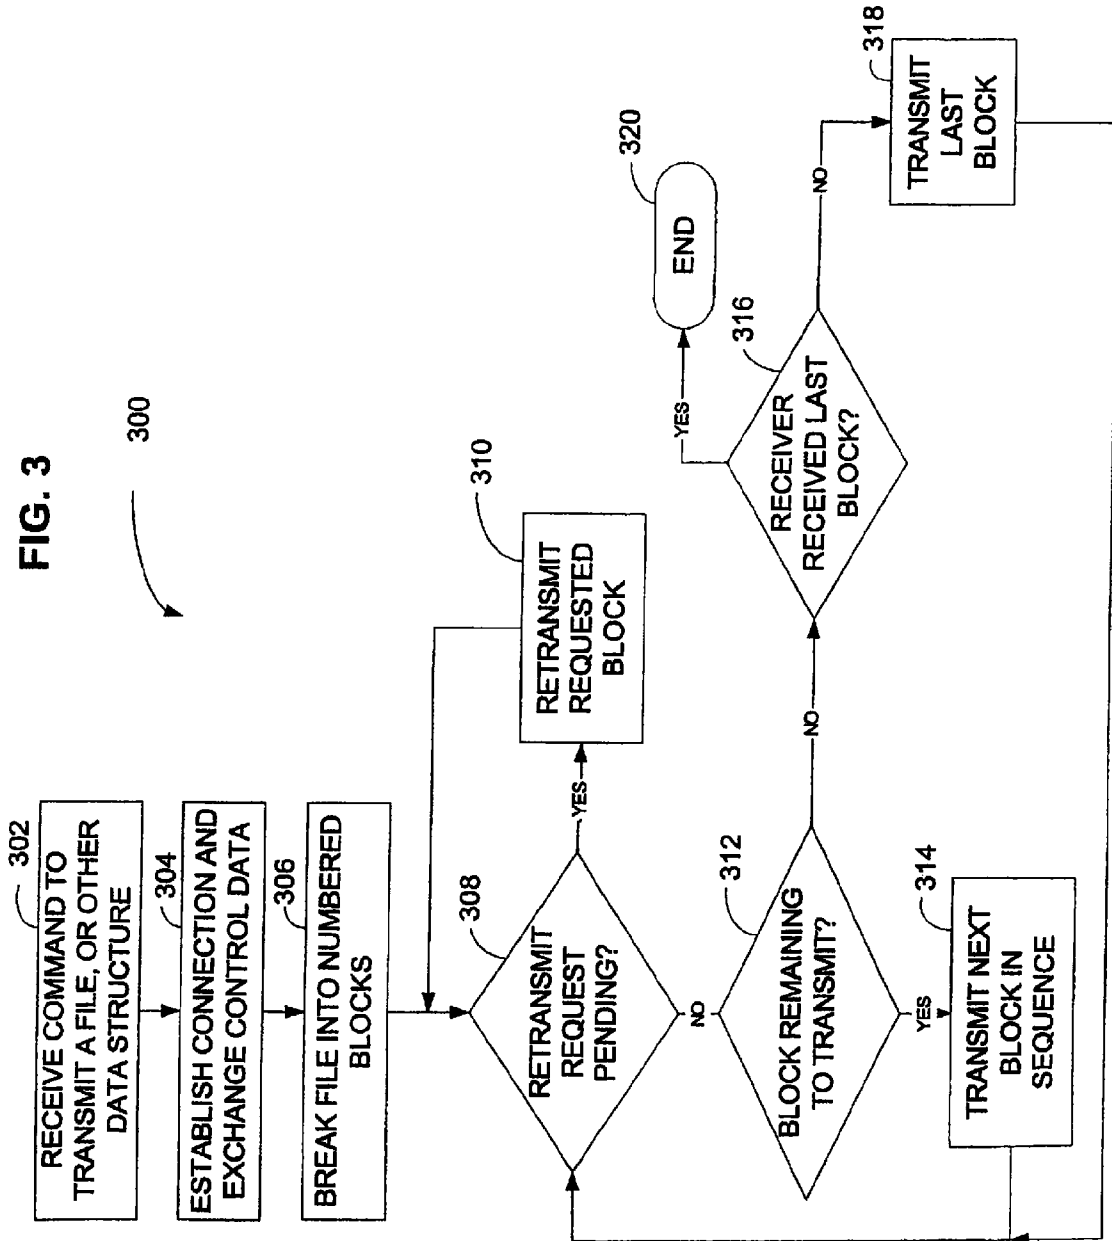 FIG. 3
300
302
RECEIVE COMMAND TO
TRANSMIT A FILE, OR OTHER
DATA STRUCTURE
304
ESTABLISH CONNECTION AND
EXCHANGE CONTROL DATA
306
BREAK FILE INTO NUMBERED
BLOCKS
308
RETRANSMIT
REQUEST
PENDING?
YES
310
RETRANSMIT
REQUESTED
BLOCK
NO
312
BLOCK REMAINING
TO TRANSMIT?
YES
314
TRANSMIT NEXT
BLOCK IN
SEQUENCE
NO
316
RECEIVER
RECEIVED LAST
BLOCK?
YES
320
END
NO
318
TRANSMIT
LAST
BLOCK